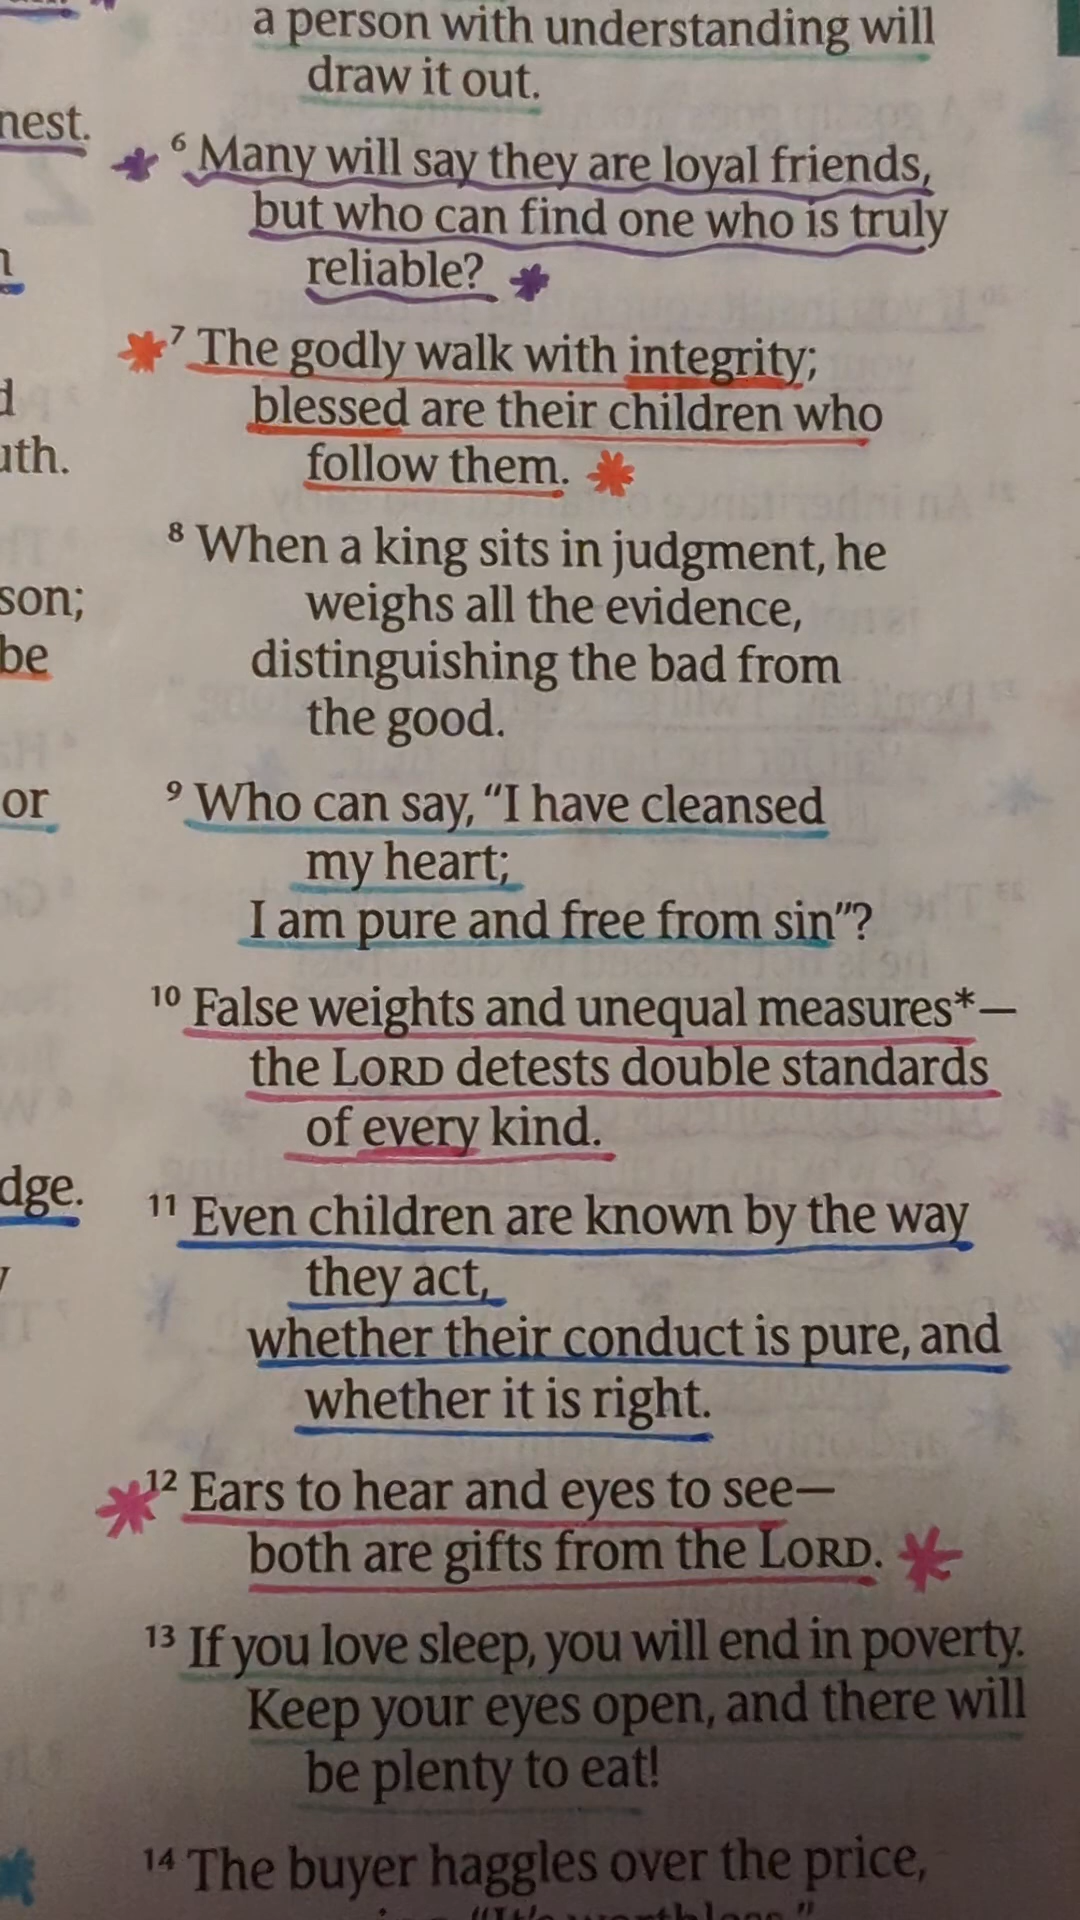 a person with understanding will
draw it out.
6 Many will say they are loyal friends,
but who can find one who is truly
reliable?
7 The godly walk with integrity;
blessed are their children who
follow them.
8 When a king sits in judgment, he
weighs all the evidence,
distinguishing the bad from
the good.
9 Who can say, “I have cleansed
my heart;
I am pure and free from sin”?
10 False weights and unequal measures*—
the LORD detests double standards
of every kind.
11 Even children are known by the way
they act,
whether their conduct is pure, and
whether it is right.
12 Ears to hear and eyes to see—
both are gifts from the LORD.
13 If you love sleep, you will end in poverty.
Keep your eyes open, and there will
be plenty to eat!
14 The buyer haggles over the price,
nest.
uth.
son;
be
or
dge.